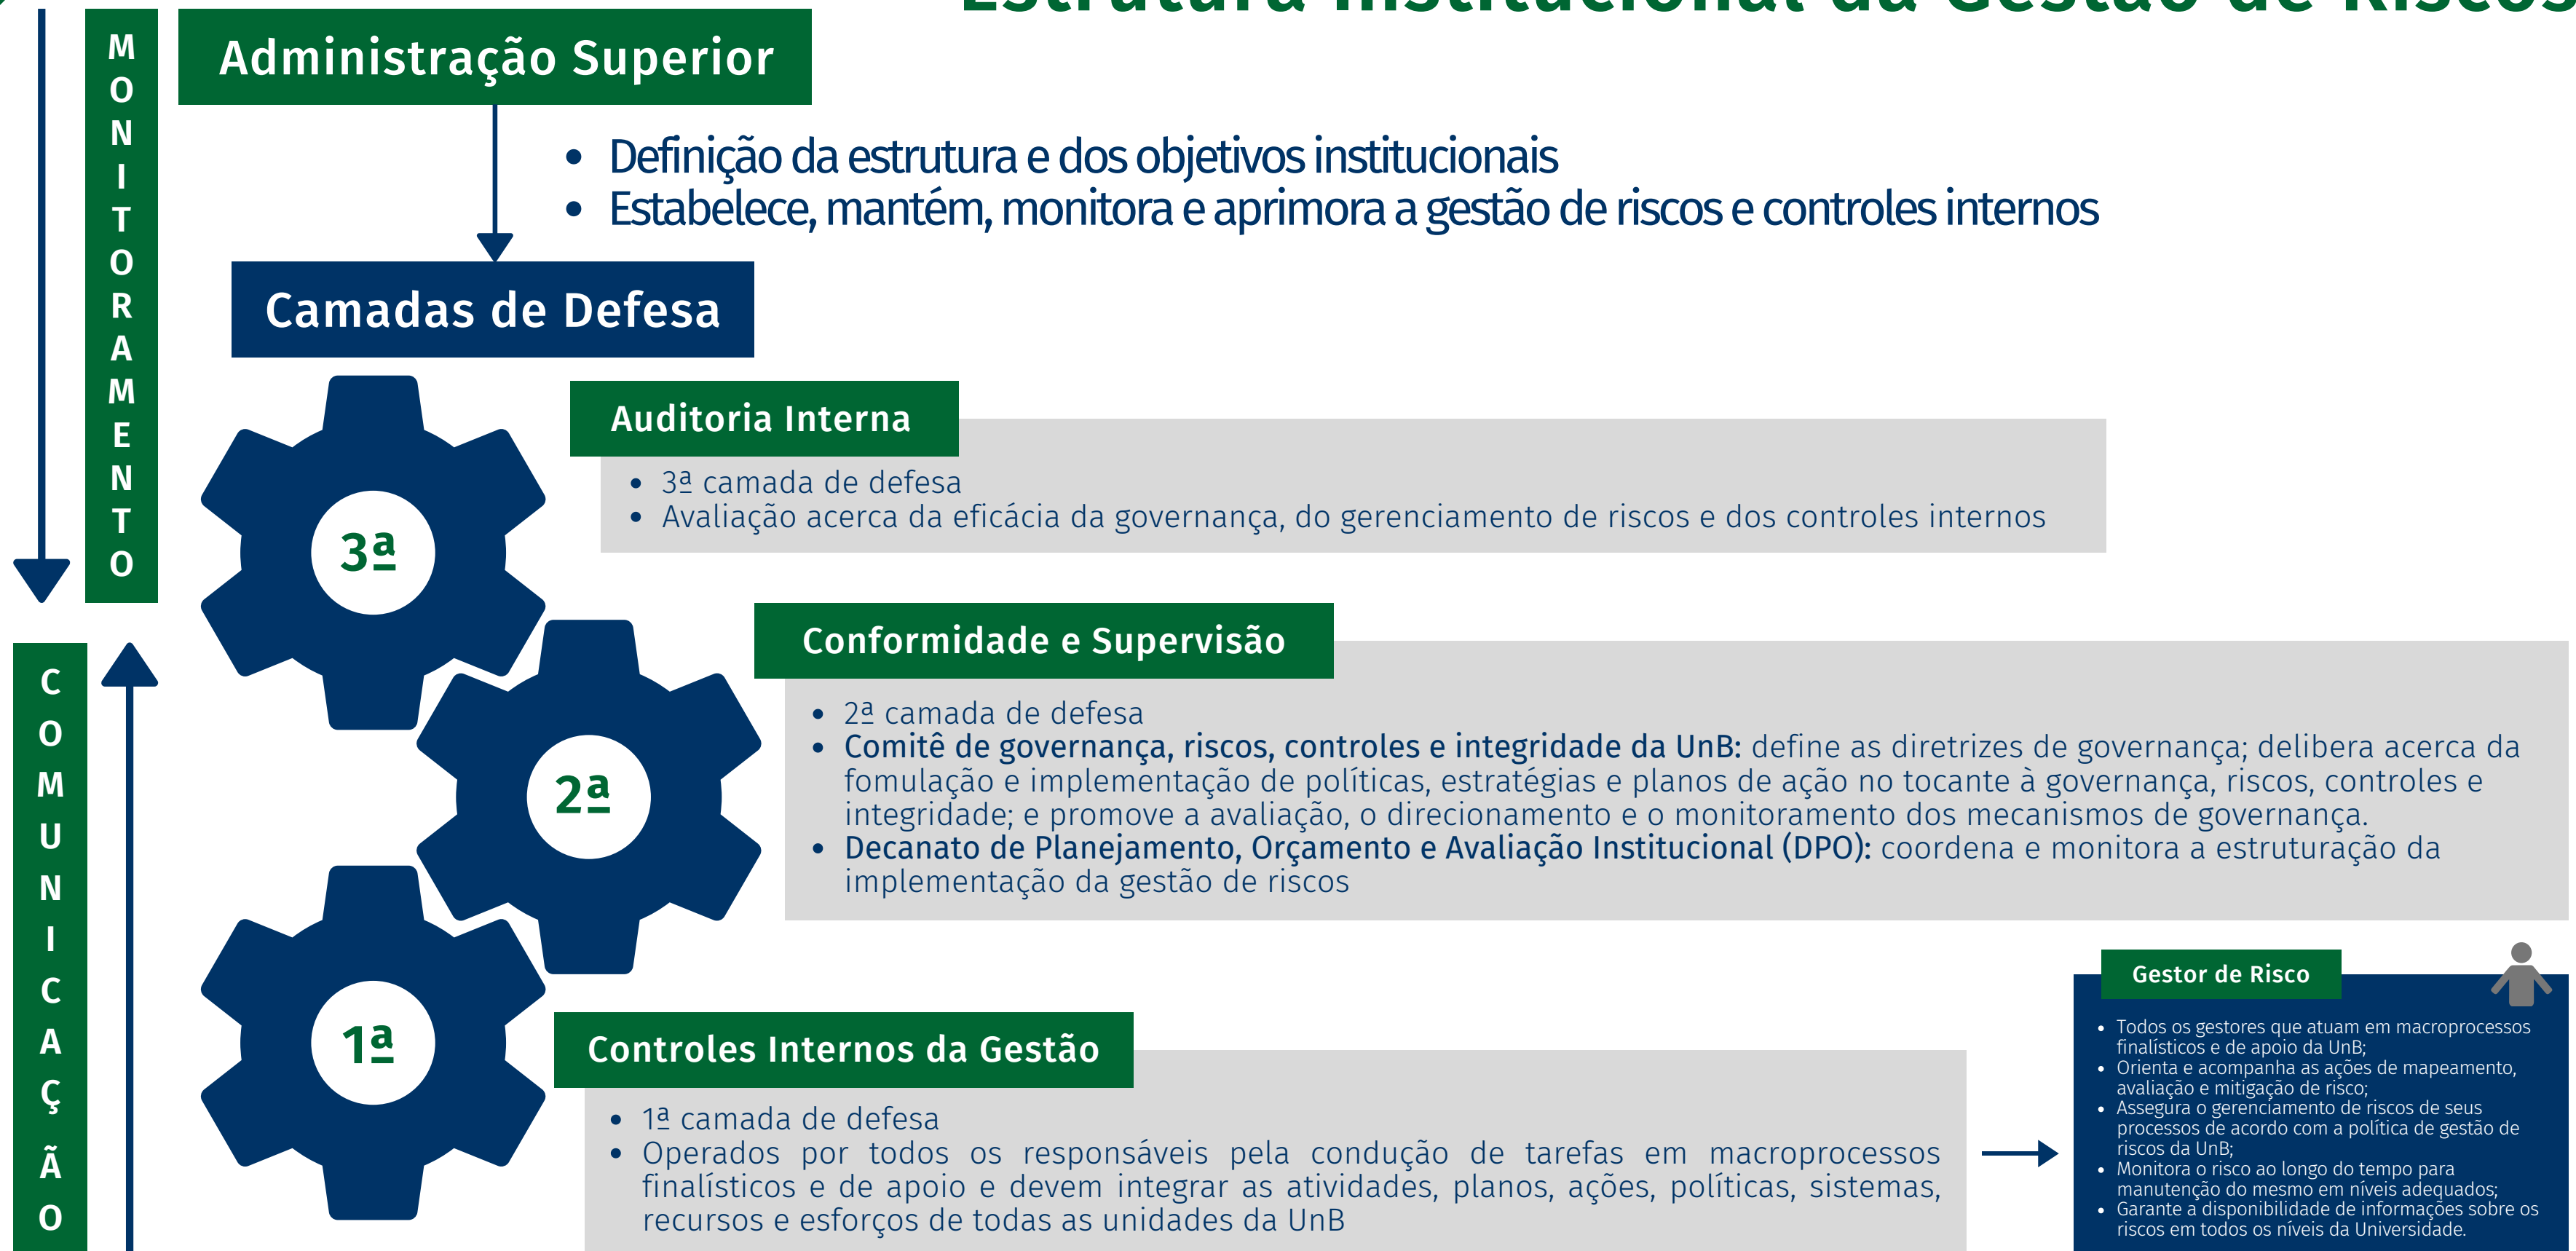 Estrutura Institucional da Gestão de Riscos
MONITORAMENTO
Administração Superior
• Definição da estrutura e dos objetivos institucionais
• Estabelece, mantém, monitora e aprimora a gestão de riscos e controles internos
Camadas de Defesa
3ª
Auditoria Interna
• 3ª camada de defesa
• Avaliação acerca da eficácia da governança, do gerenciamento de riscos e dos controles internos
COMUNICAÇÃO
2ª
Conformidade e Supervisão
• 2ª camada de defesa
• Comitê de governança, riscos, controles e integridade da UnB: define as diretrizes de governança; delibera acerca da
fomulação e implementação de políticas, estratégias e planos de ação no tocante à governança, riscos, controles e
integridade; e promove a avaliação, o direcionamento e o monitoramento dos mecanismos de governança.
• Decanato de Planejamento, Orçamento e Avaliação Institucional (DPO): coordena e monitora a estruturação da
implementação da gestão de riscos
1ª
Controles Internos da Gestão
• 1ª camada de defesa
• Operados por todos os responsáveis pela condução de tarefas em macroprocessos
finalísticos e de apoio e devem integrar as atividades, planos, ações, políticas, sistemas,
recursos e esforços de todas as unidades da UnB
Gestor de Risco
• Todos os gestores que atuam em macroprocessos
finalísticos e de apoio da UnB;
• Orienta e acompanha as ações de mapeamento,
avaliação e mitigação de risco;
• Assegura o gerenciamento de riscos de seus
processos de acordo com a política de gestão de
riscos da UnB;
• Monitora o risco ao longo do tempo para
manutenção do mesmo em níveis adequados;
• Garante a disponibilidade de informações sobre os
riscos em todos os níveis da Universidade.